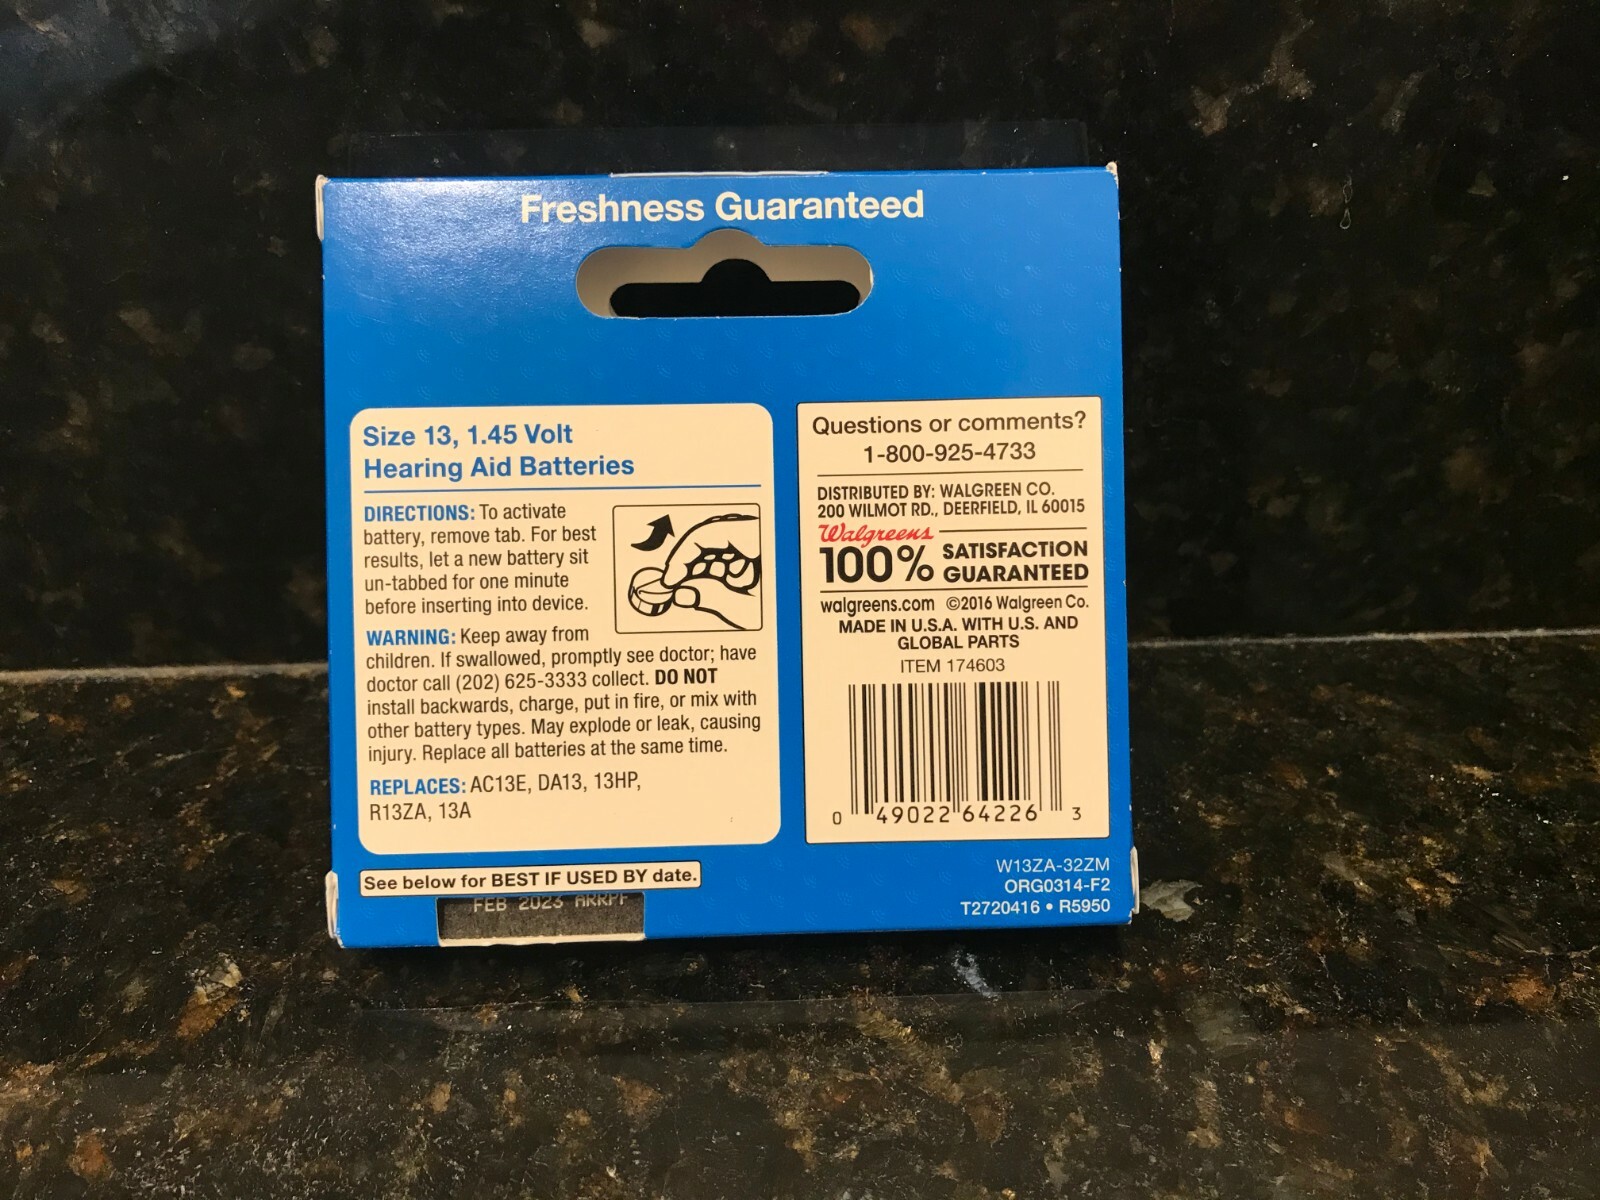 Freshness Guaranteed
Size 13, 1.45 Volt
Hearing Aid Batteries
DIRECTIONS: To activate
battery, remove tab. For best
results, let a new battery sit
un-tabbed for one minute
before inserting into device.
WARNING: Keep away from
children. If swallowed, promptly see doctor; have
doctor call (202) 625-3333 collect. DO NOT
install backwards, charge, put in fire, or mix with
other battery types. May explode or leak, causing
injury. Replace all batteries at the same time.
REPLACES: AC13E, DA13, 13HP,
R13ZA, 13A
See below for BEST IF USED BY date.
FEB 2023
Questions or comments?
1-800-925-4733
DISTRIBUTED BY: WALGREEN CO.
200 WILMOT RD., DEERFIELD, IL 60015
Walgreens
100% SATISFACTION
GUARANTEED
walgreens.com ©2016 Walgreen Co.
MADE IN U.S.A. WITH U.S. AND
GLOBAL PARTS
ITEM 174603
0 49022 64226 3
W13ZA-32ZM
ORG0314-F2
T2720416 • R5950